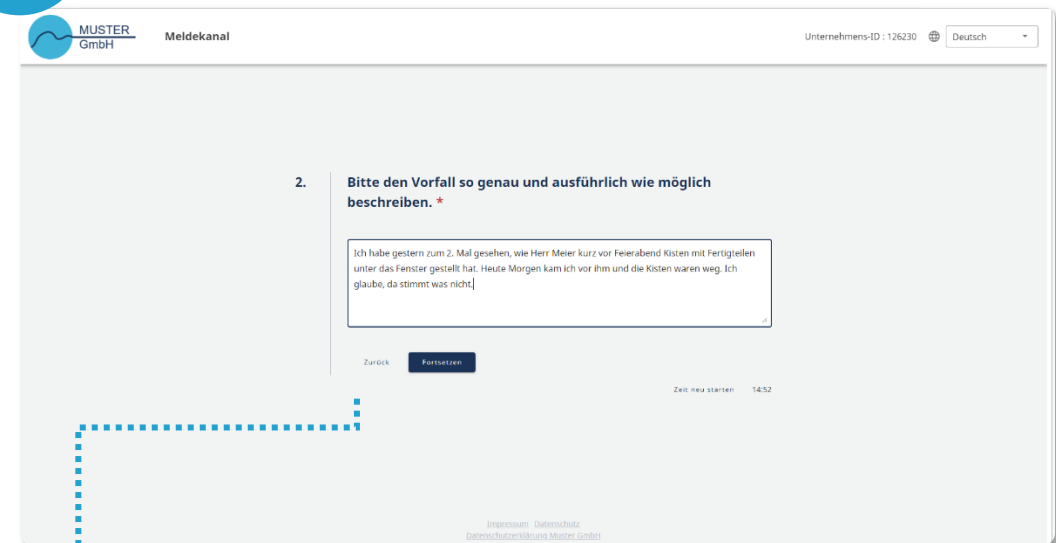 MUSTER
GmbH
Meldekanal
Unternehmens-ID : 126230
Deutsch
2.
Bitte den Vorfall so genau und ausführlich wie möglich
beschreiben. *
Ich habe gestern zum 2. Mal gesehen, wie Herr Meier kurz vor Feierabend Kisten mit Fertigteilen
unter das Fenster gestellt hat. Heute Morgen kam ich vor ihm und die Kisten waren weg. Ich
glaube, da stimmt was nicht.
Zurück
Fortsetzen
Zeit neu starten 14:52
Impressum Datenschutz
Datenschutzerklärung Muster GmbH